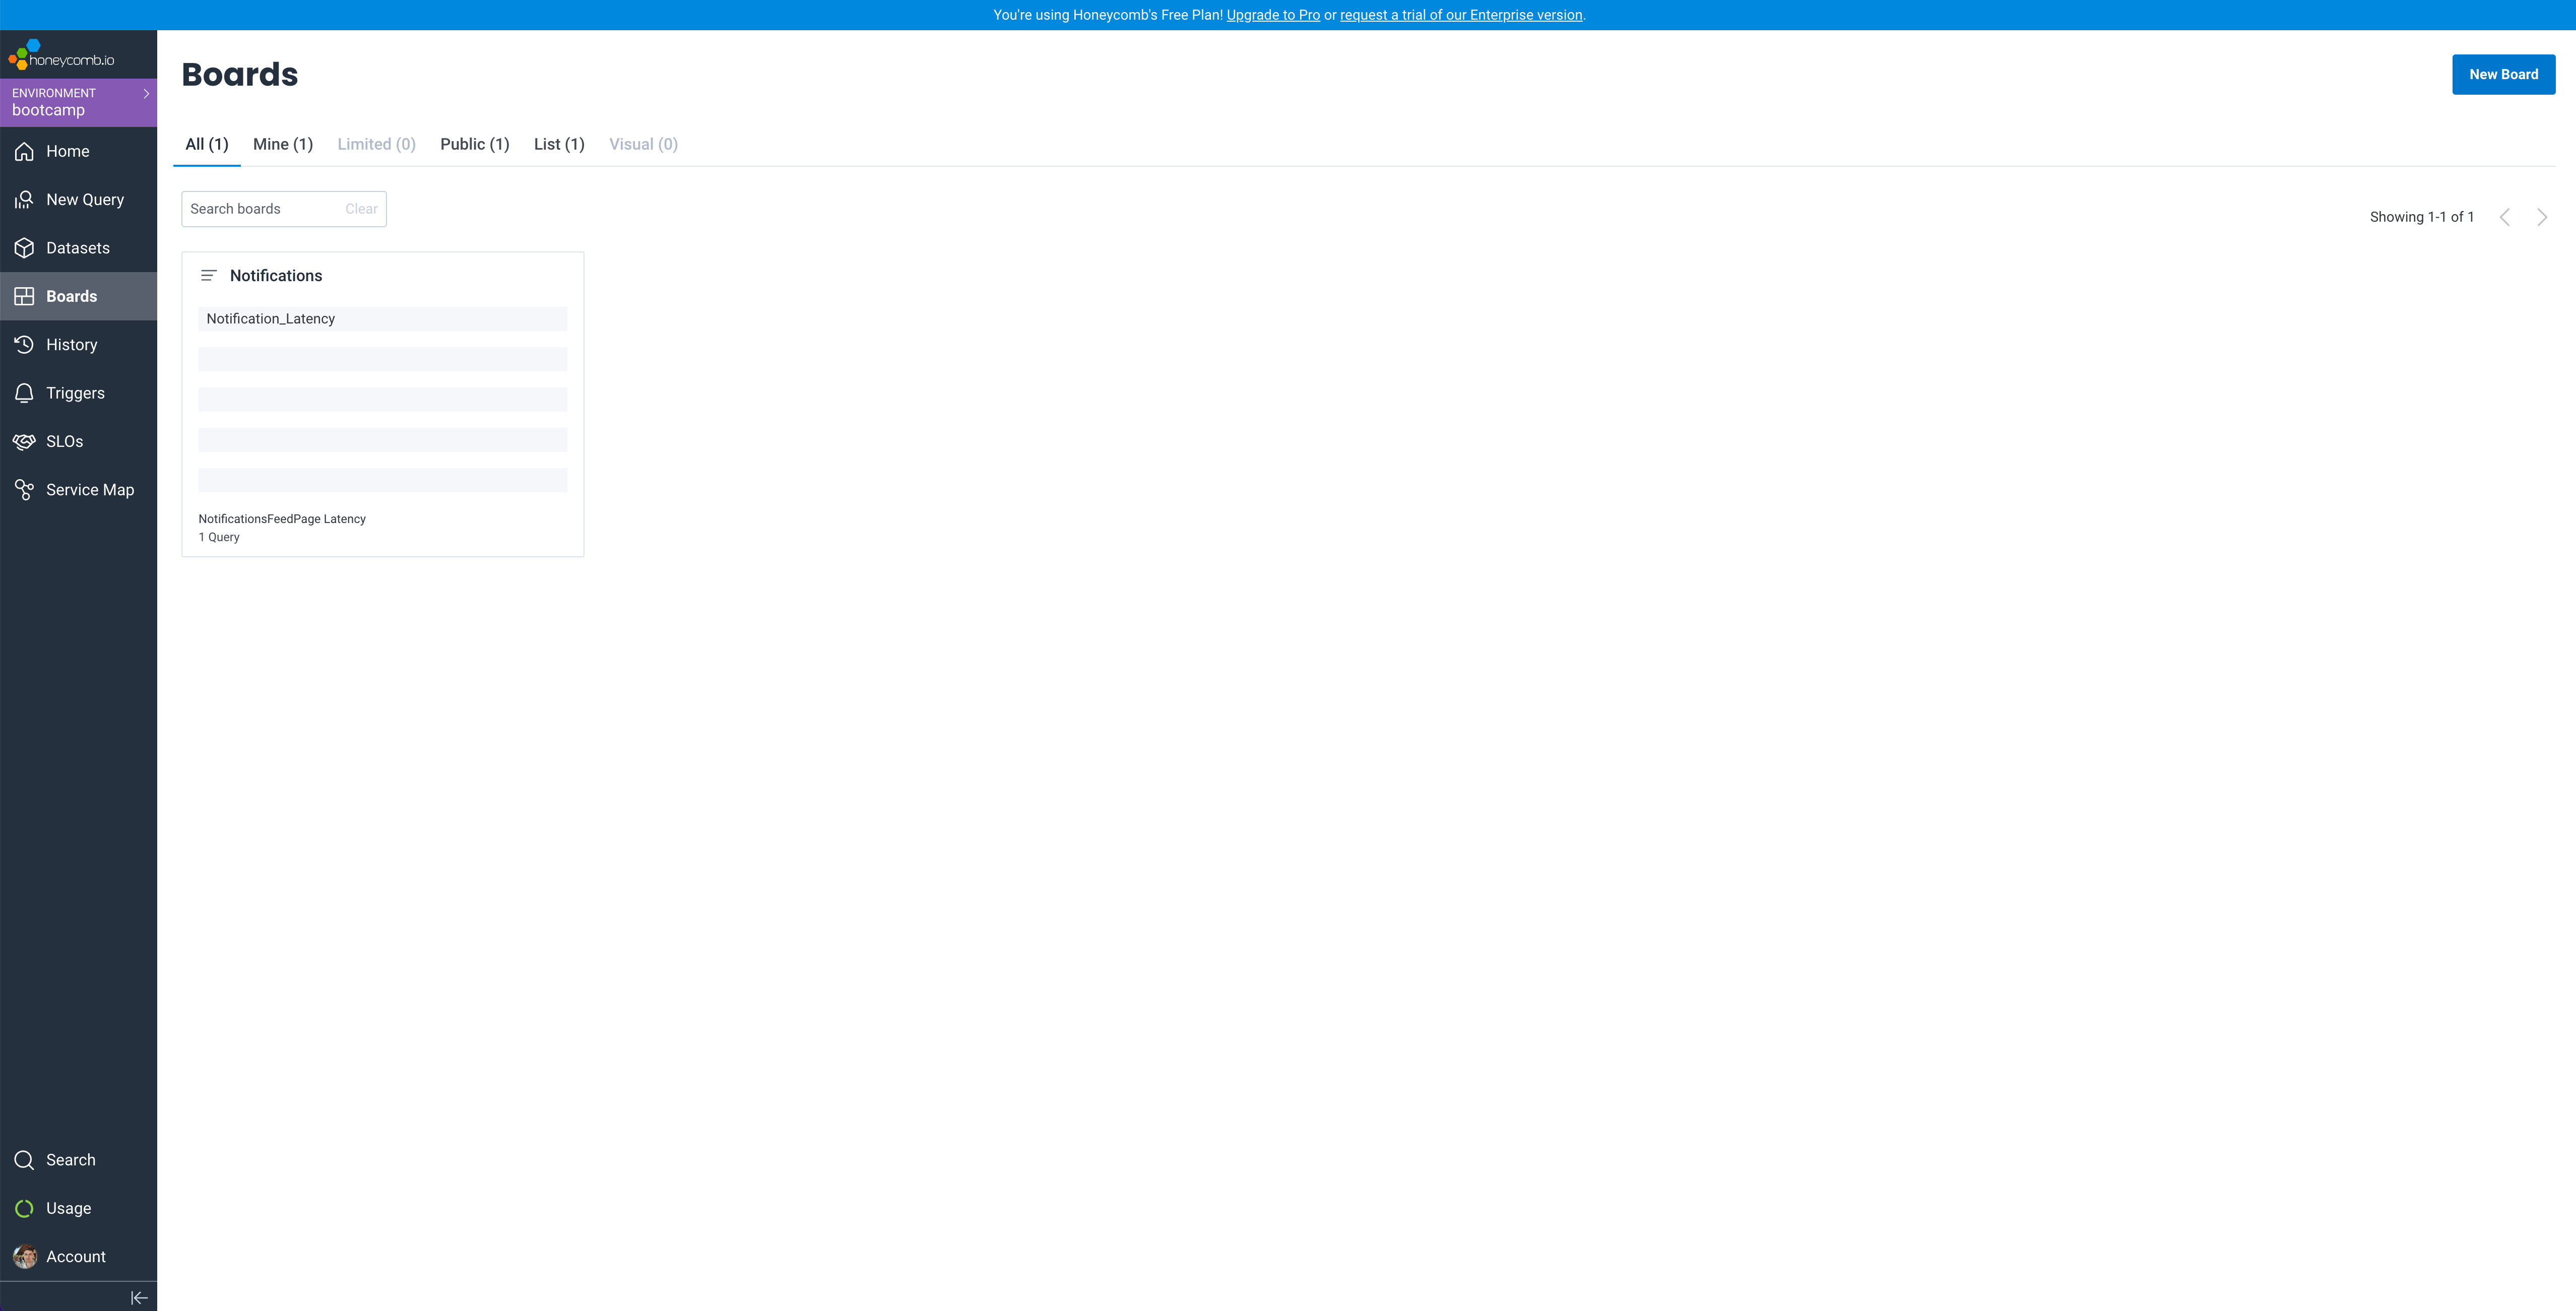 You're using Honeycomb's Free Plan! Upgrade to Pro or request a trial of our Enterprise version.
honeycomb.io
ENVIRONMENT
bootcamp
Home
New Query
Datasets
Boards
History
Triggers
SLOs
Service Map
Search
Usage
Account
Boards
New Board
All (1) Mine (1) Limited (0) Public (1) List (1) Visual (0)
Search boards Clear
Showing 1-1 of 1
Notifications
Notification_Latency
NotificationsFeedPage Latency
1 Query